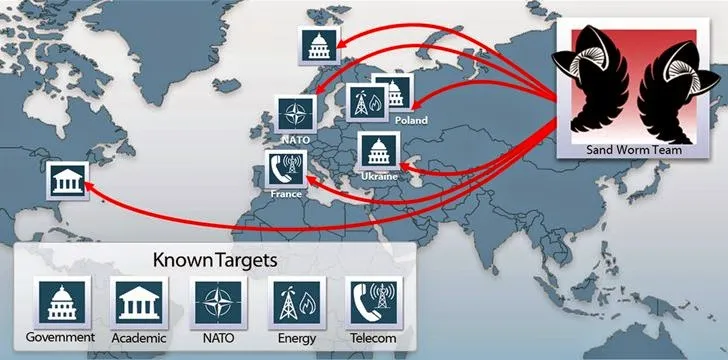 Sand Worm Team
Poland
NATO
Ukraine
France
Known Targets
Government
Academic
NATO
Energy
Telecom